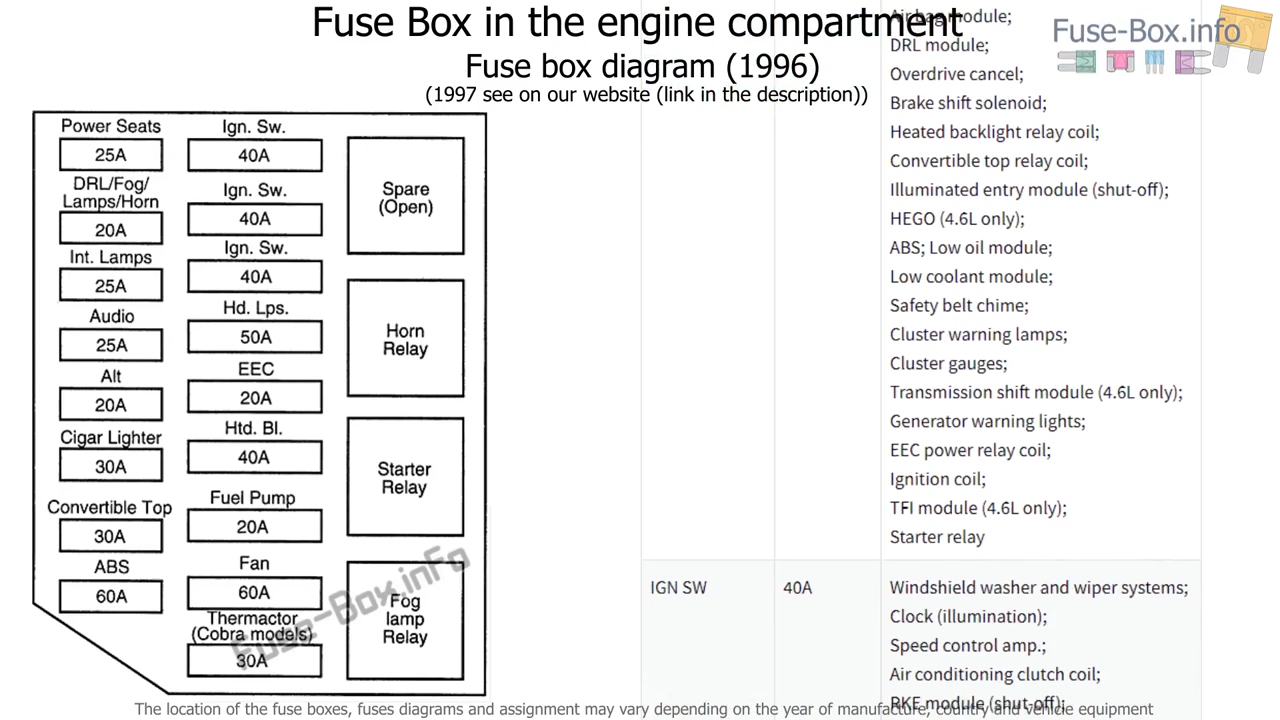 Fuse Box in the engine compartment
Fuse box diagram (1996)
(1997 see on our website (link in the description))
Fuse-Box.info
Power Seats
25A
DRL/Fog/
Lamps/Horn
20A
Int. Lamps
25A
Audio
25A
Alt
20A
Cigar Lighter
30A
Convertible Top
30A
ABS
60A
Ign. Sw.
40A
Ign. Sw.
40A
Ign. Sw.
40A
Hd. Lps.
50A
EEC
20A
Htd. Bl.
40A
Fuel Pump
20A
Fan
60A
Thermactor
(Cobra models)
30A
Spare
(Open)
Horn
Relay
Starter
Relay
Fog
lamp
Relay
Fuse-Box.info
Air bag module;
DRL module;
Overdrive cancel;
Brake shift solenoid;
Heated backlight relay coil;
Convertible top relay coil;
Illuminated entry module (shut-off);
HEGO (4.6L only);
ABS; Low oil module;
Low coolant module;
Safety belt chime;
Cluster warning lamps;
Cluster gauges;
Transmission shift module (4.6L only);
Generator warning lights;
EEC power relay coil;
Ignition coil;
TFI module (4.6L only);
Starter relay
IGN SW 40A Windshield washer and wiper systems;
Clock (illumination);
Speed control amp.;
Air conditioning clutch coil;
RKE module (shut-off);
The location of the fuse boxes, fuses diagrams and assignment may vary depending on the year of manufacture, country and vehicle equipment